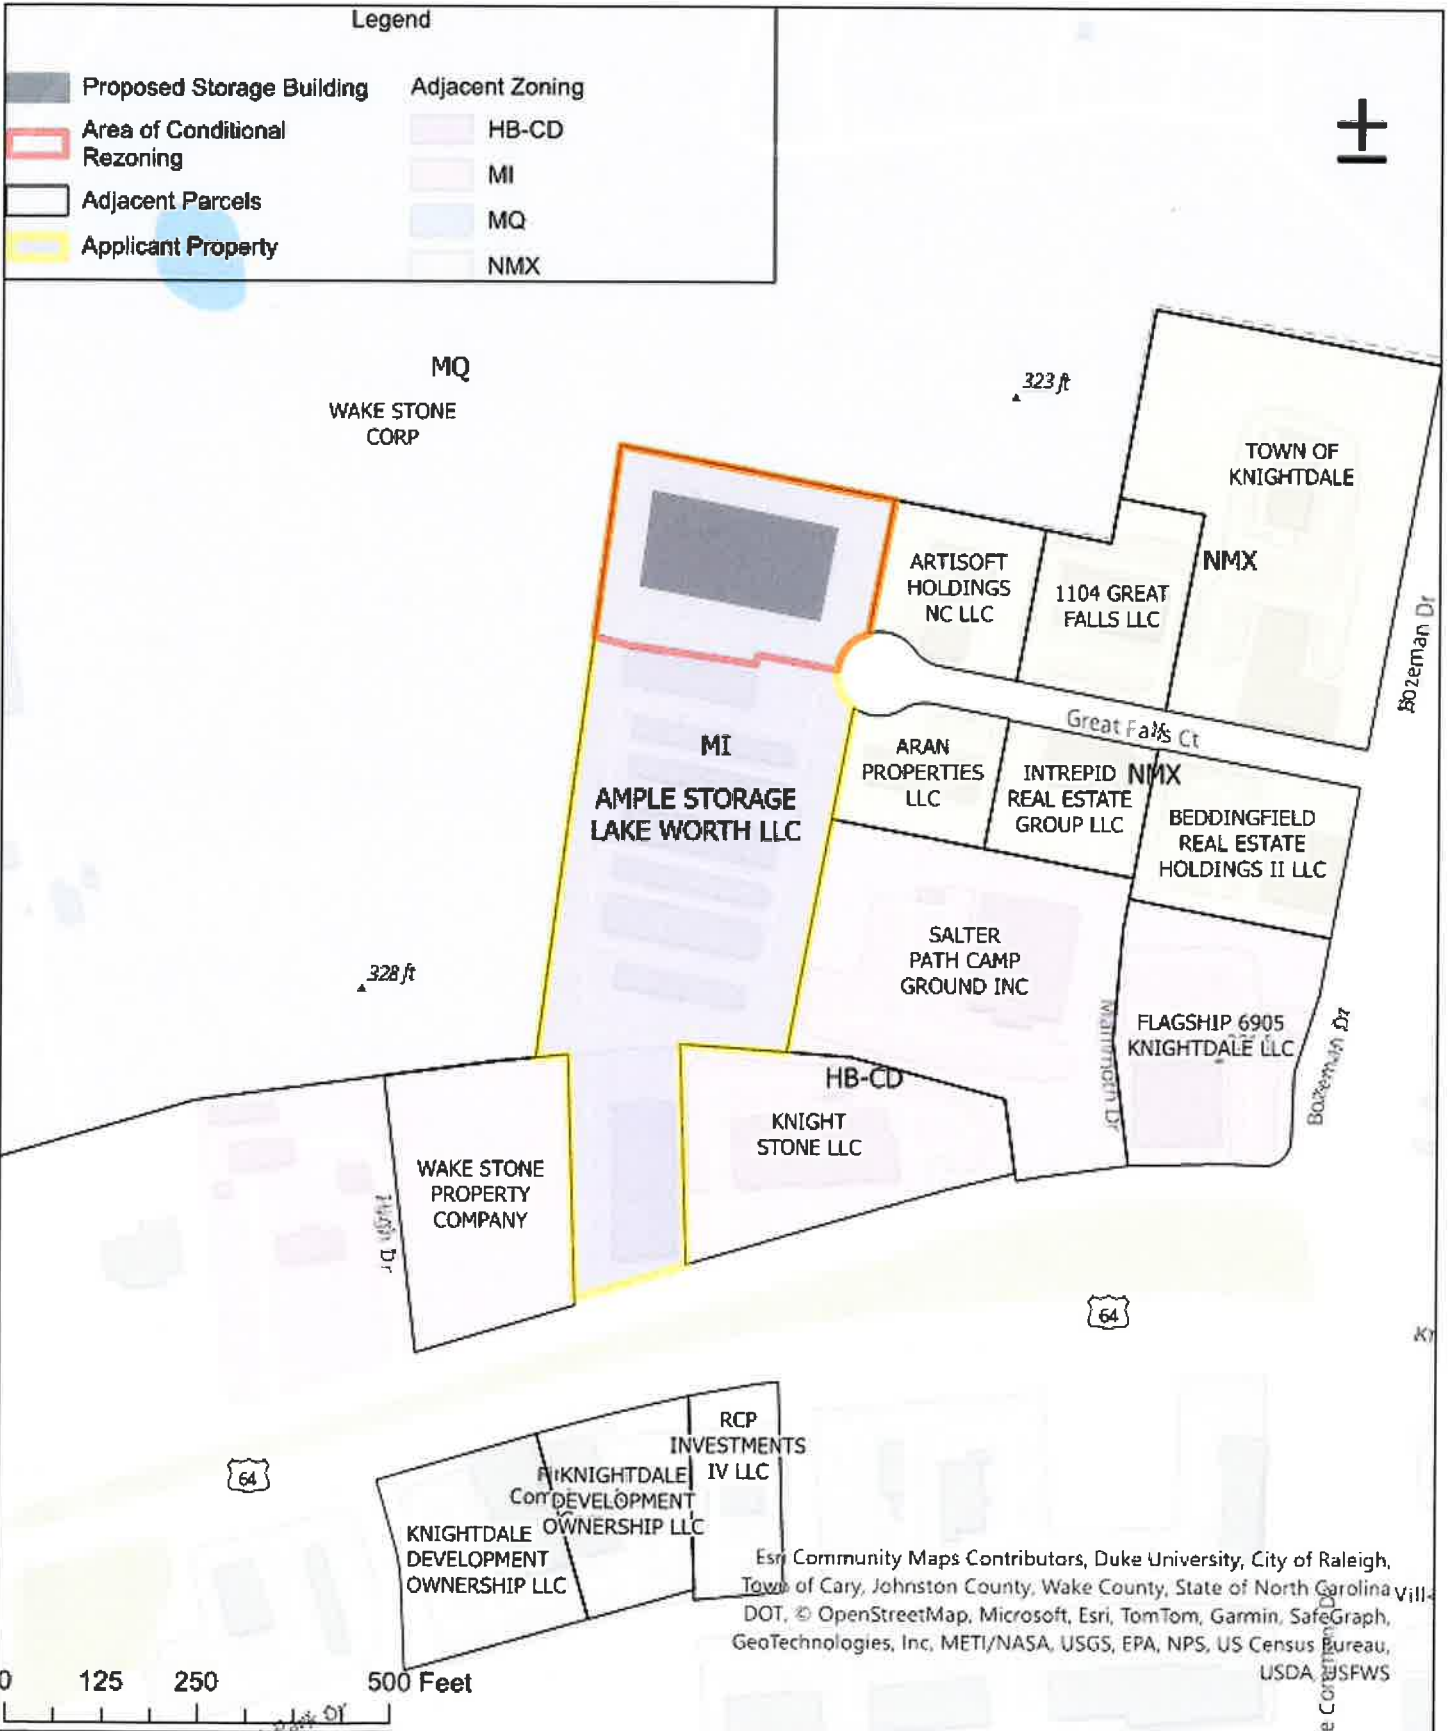 Legend
Proposed Storage Building
Area of Conditional
Rezoning
Adjacent Parcels
Applicant Property
Adjacent Zoning
HB-CD
MI
MQ
NMX
MQ
WAKE STONE
CORP
323 ft
TOWN OF
KNIGHTDALE
NMX
ARTISOFT
HOLDINGS
NC LLC
1104 GREAT
FALLS LLC
Bozeman Dr
Great Falls Ct
MI
AMPLE STORAGE
LAKE WORTH LLC
ARAN
PROPERTIES
LLC
INTREPID
REAL ESTATE
GROUP LLC
NMX
BEDDINGFIELD
REAL ESTATE
HOLDINGS II LLC
SALTER
PATH CAMP
GROUND INC
328 ft
Mammoth Dr
FLAGSHIP 6905
KNIGHTDALE LLC
Bozeman Dr
HB-CD
KNIGHT
STONE LLC
WAKE STONE
PROPERTY
COMPANY
Hugh Dr
64
Kr
64
RCP
INVESTMENTS
IV LLC
KNIGHTDALE
DEVELOPMENT
OWNERSHIP LLC
KNIGHTDALE
DEVELOPMENT
OWNERSHIP LLC
Esri Community Maps Contributors, Duke University, City of Raleigh,
Town of Cary, Johnston County, Wake County, State of North Carolina
DOT, © OpenStreetMap, Microsoft, Esri, TomTom, Garmin, SafeGraph,
GeoTechnologies, Inc, METI/NASA, USGS, EPA, NPS, US Census Bureau,
USDA, USFWS
0 125 250 500 Feet